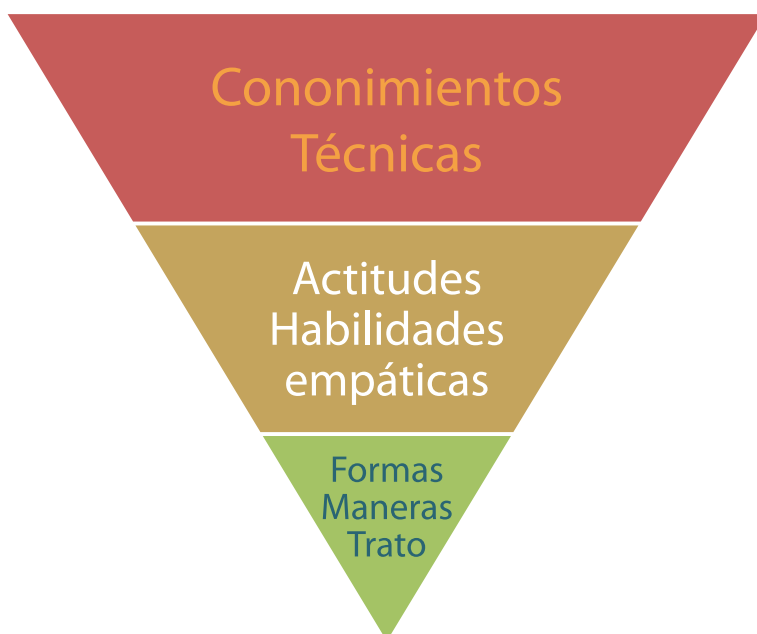 Cononimientos
Técnicas
Actitudes
Habilidades
empáticas
Formas
Maneras
Trato